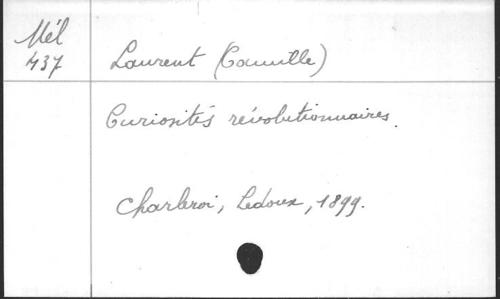 Mél
437
Laurent (Camille)
Curiosités révolutionnaires.
Charleroi, Ledoux, 1899.